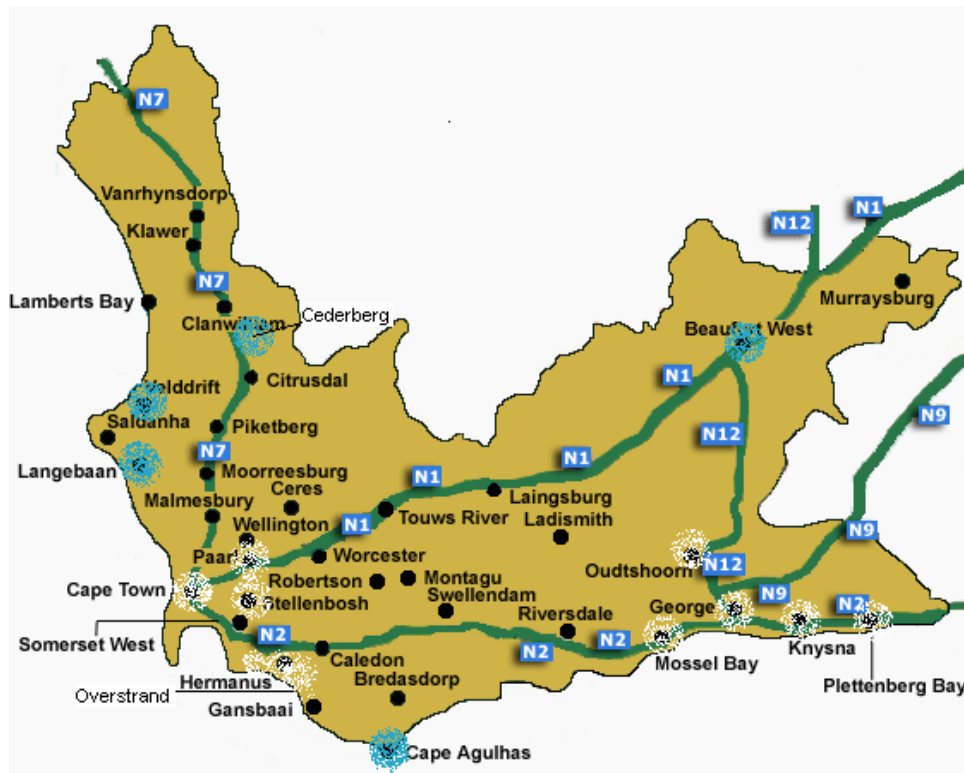 N7
Vanrhynsdorp
Klawer
N12
N1
N7
Murraysburg
Lamberts Bay
Cederberg
Clanwilliam
Beaufort West
Citrusdal
N1
Velddrift
Saldanha
Piketberg
N9
N12
N7
N1
N1
Langebaan
Moorreesburg
Ceres
Laingsburg
Malmesbury
Touws River
Ladismith
Wellington
N1
N9
Paarl
Worcester
Oudtshoorn
N12
Cape Town
Robertson
Montagu
N9
Stellenbosh
Swellendam
George
N2
Riversdale
Somerset West
N2
N2
N2
Knysna
Caledon
Mossel Bay
Hermanus
Bredasdorp
Plettenberg Bay
Overstrand
Gansbaai
Cape Agulhas